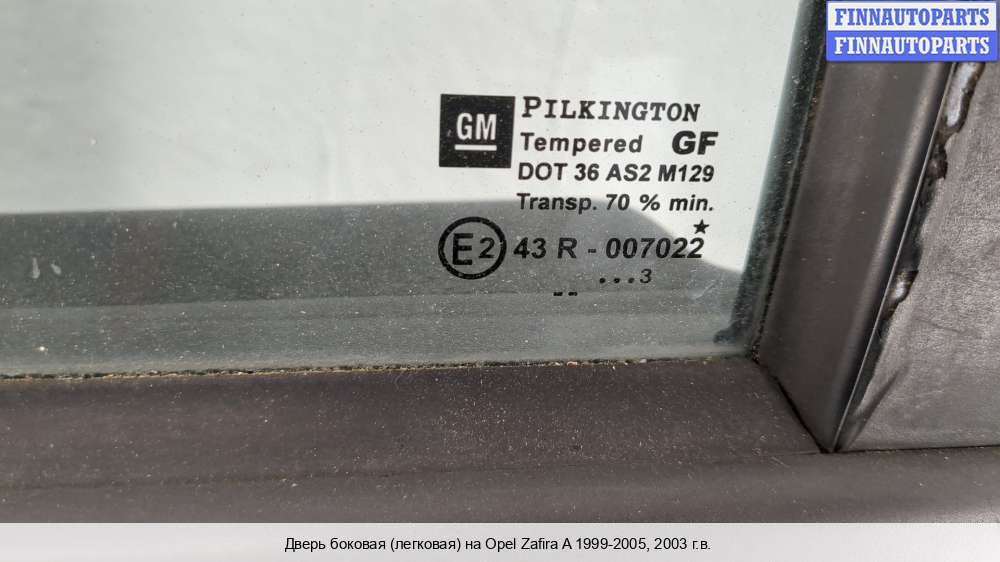 FINNAUTOPARTS
FINNAUTOPARTS
GM
PILKINGTON
Tempered GF
DOT 36 AS2 M129
Transp. 70 % min.
★
E2 43 R - 007022
...3
--
Дверь боковая (легковая) на Opel Zafira A 1999-2005, 2003 г.в.